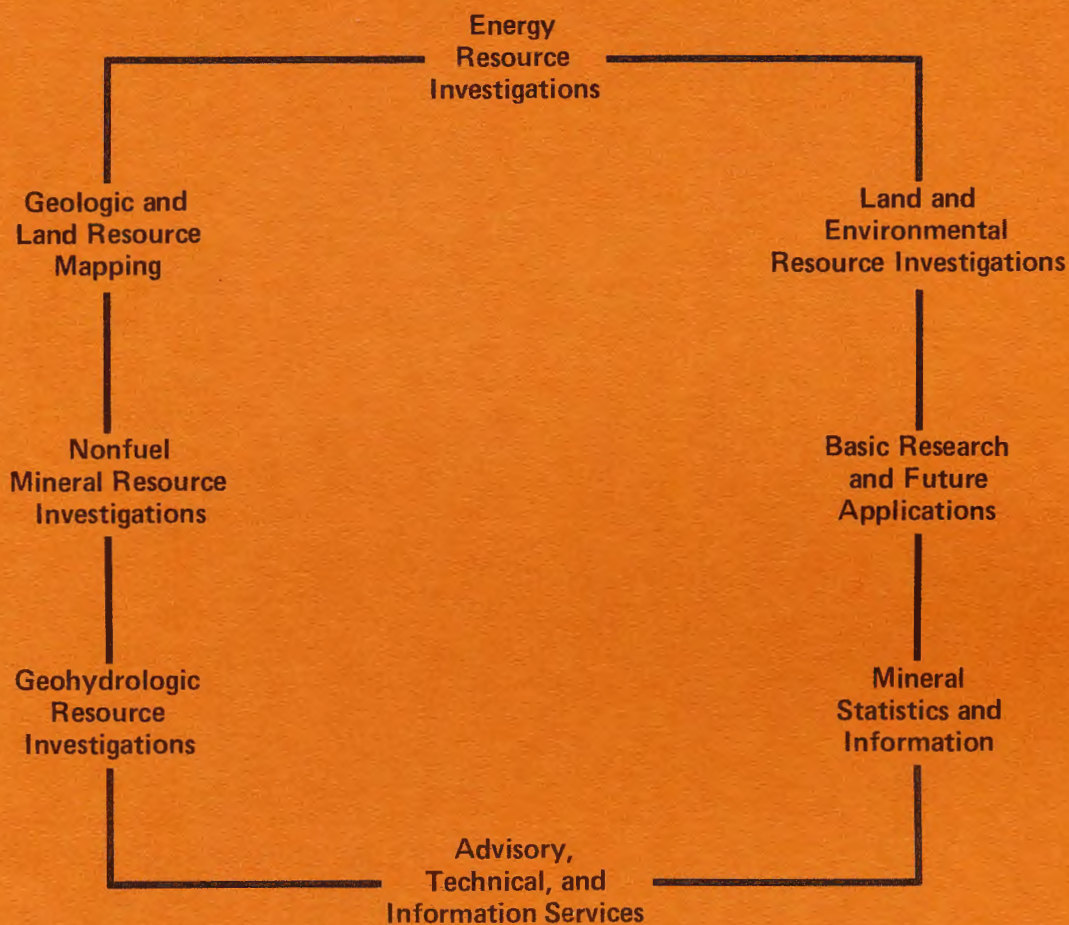 Energy
Resource
Investigations
Geologic and
Land Resource
Mapping
Land and
Environmental
Resource Investigations
Nonfuel
Mineral Resource
Investigations
Basic Research
and Future
Applications
Geohydrologic
Resource
Investigations
Mineral
Statistics and
Information
Advisory,
Technical, and
Information Services